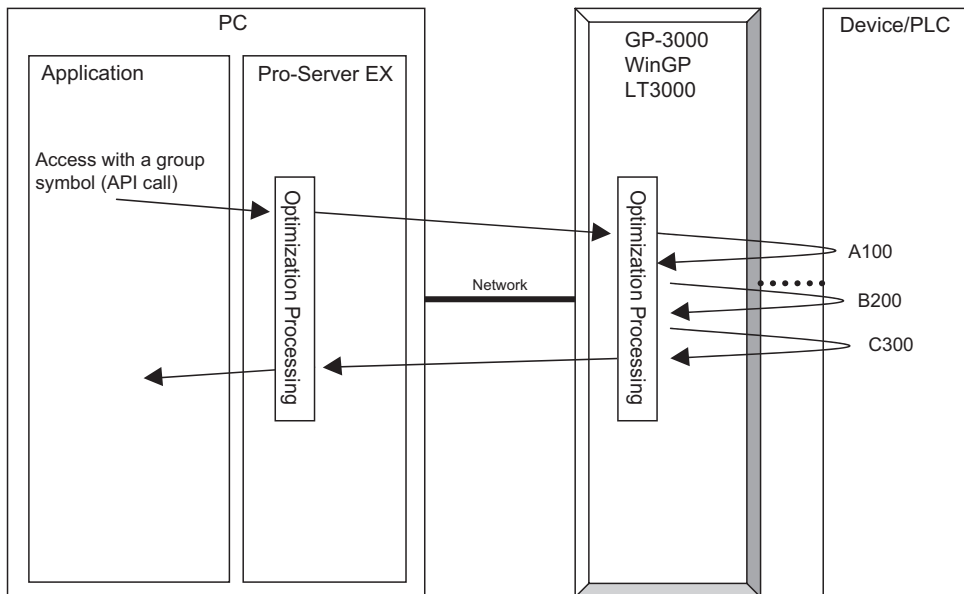 PC
Application
Pro-Server EX
Access with a group
symbol (API call)
Optimization Processing
Network
GP-3000
WinGP
LT3000
Optimization Processing
Device/PLC
A100
B200
C300